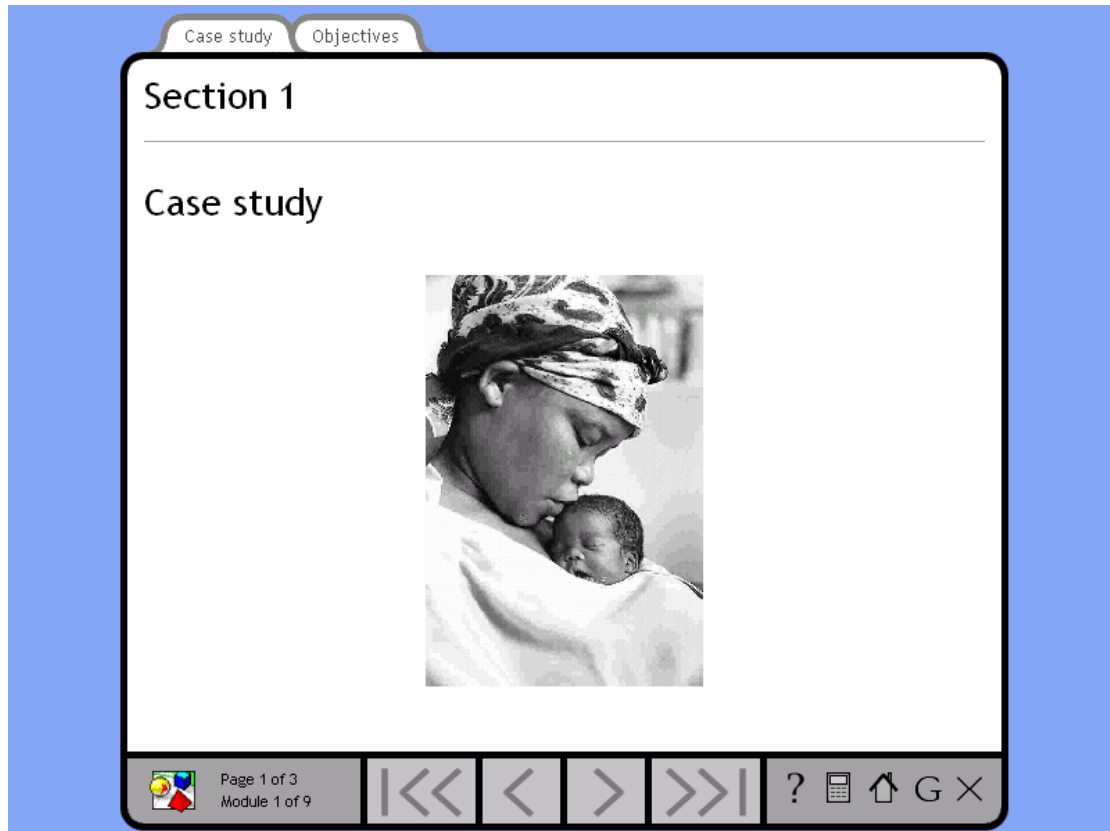 Case study
Objectives
Section 1
Case study
Page 1 of 3
Module 1 of 9
? G